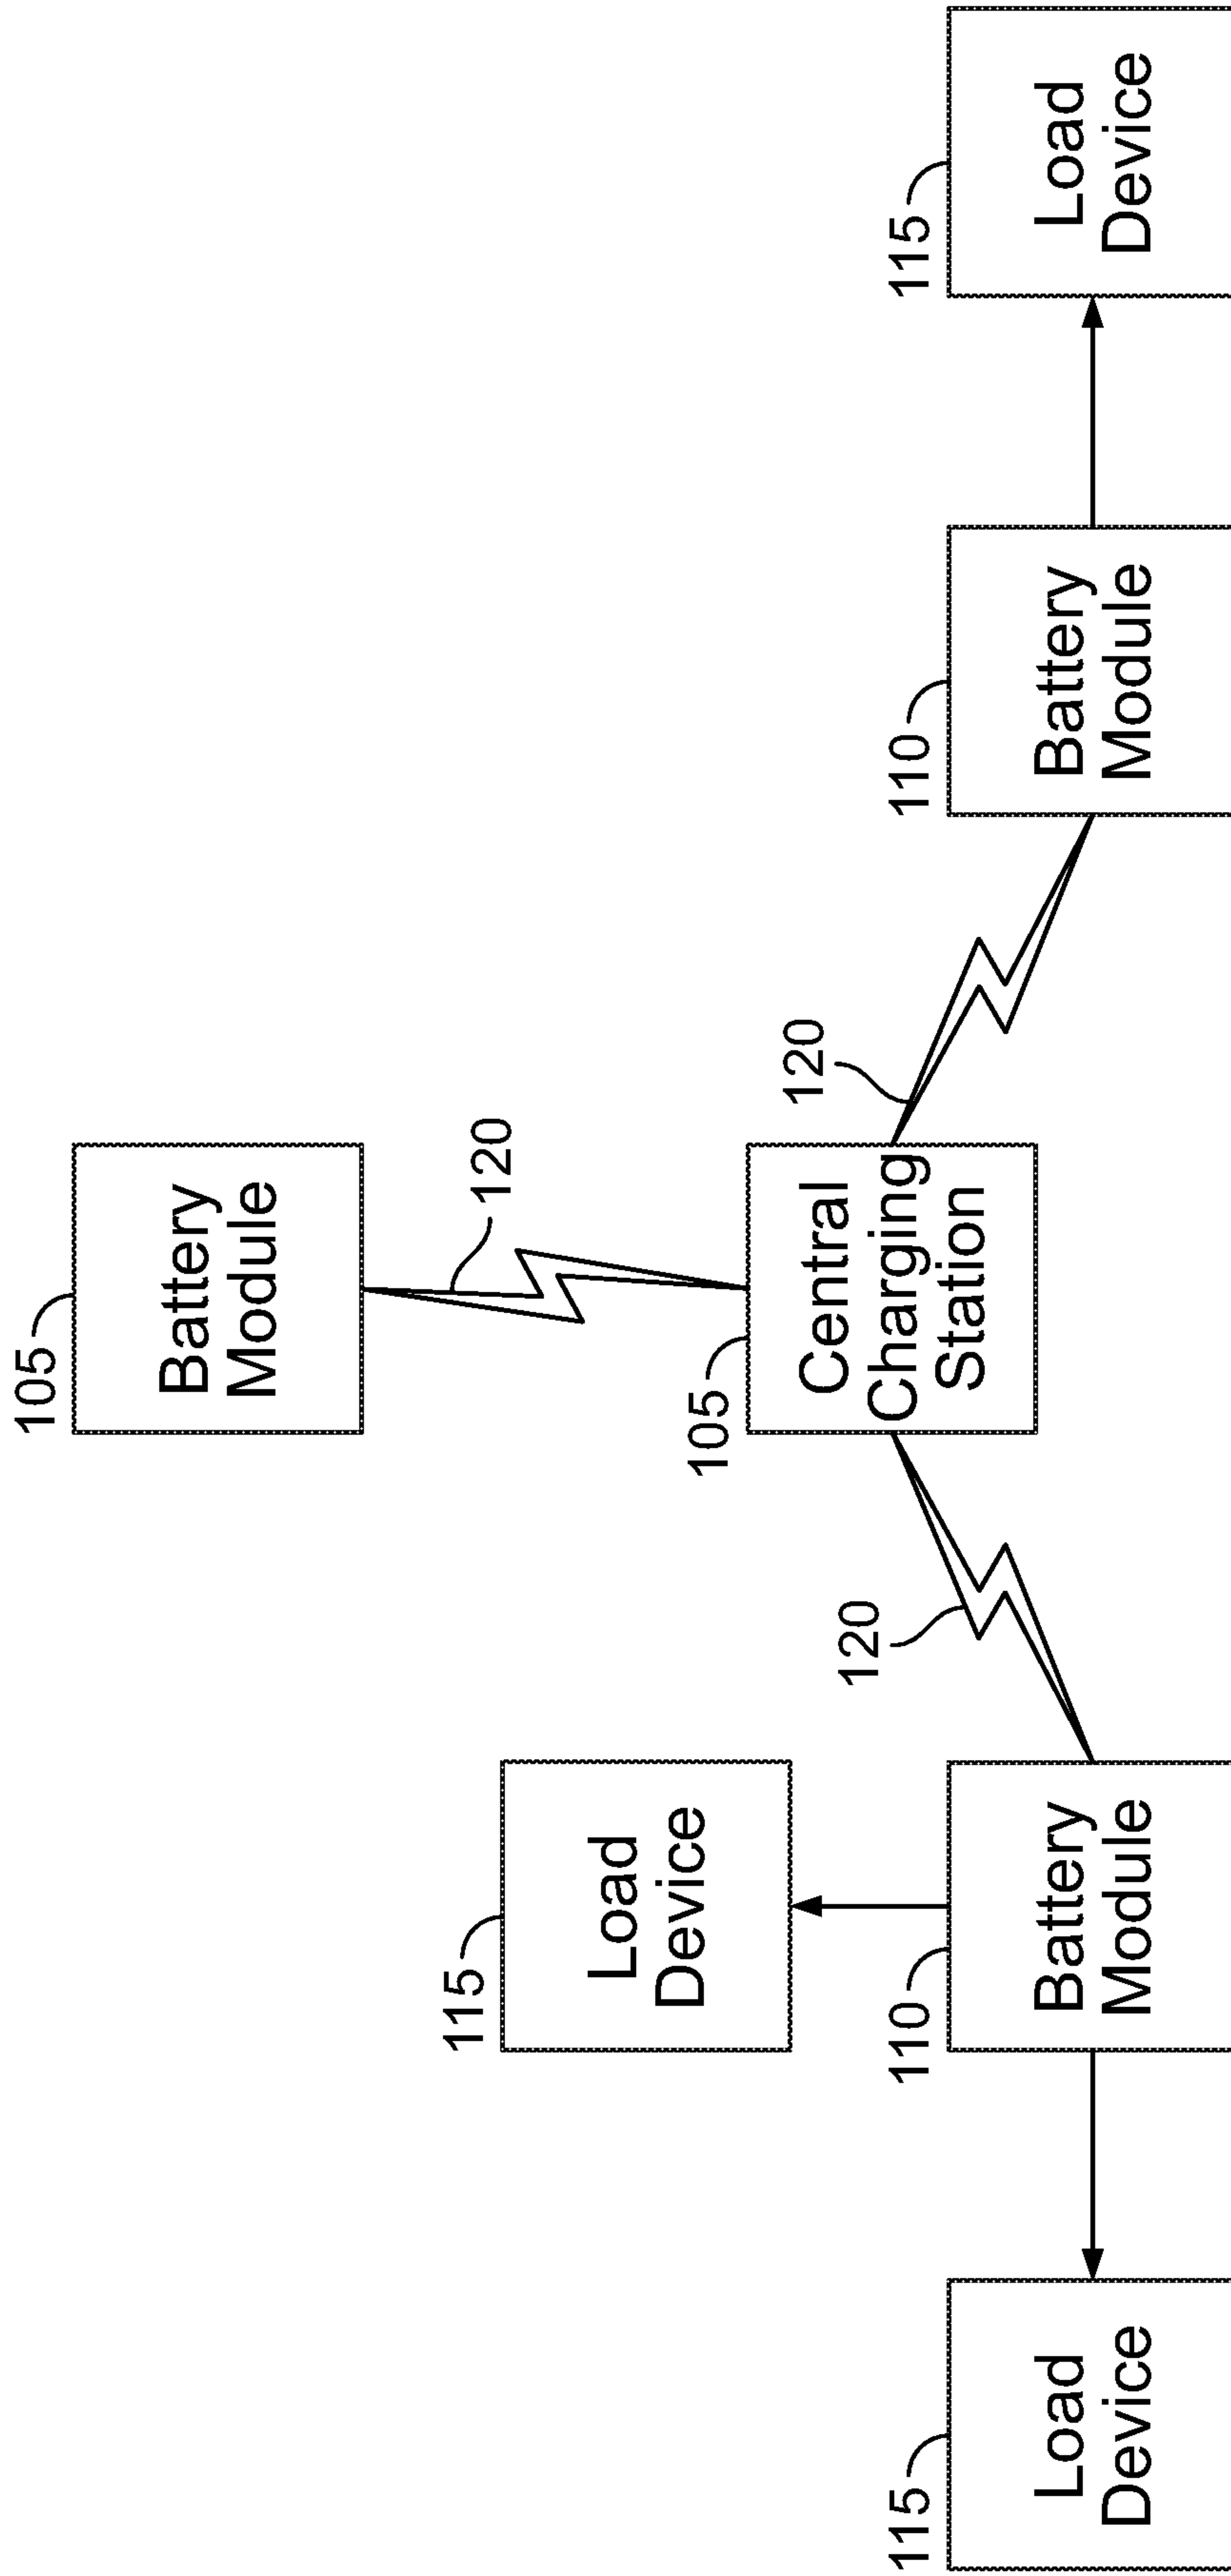 105
Battery
Module
120
115
Load
Device
105
Central
Charging
Station
120
120
115
Load
Device
110
Battery
Module
110
Battery
Module
115
Load
Device